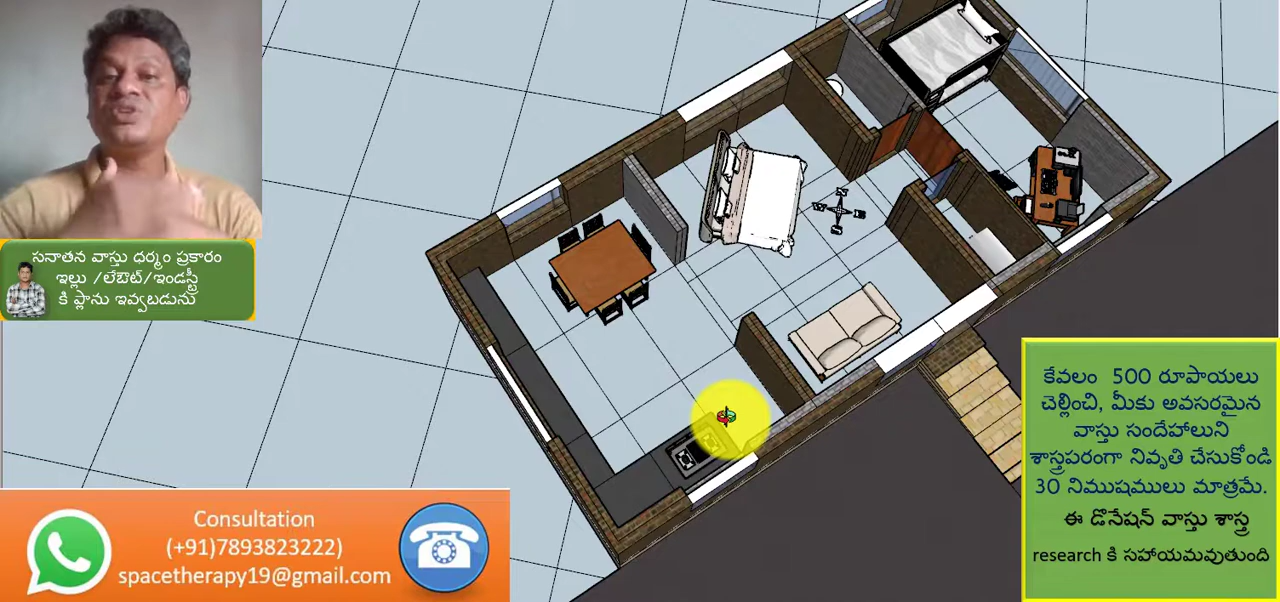 సనాతన వాస్తు ధర్మం ప్రకారం
ఇల్లు /లేఔట్/ఇండస్ట్రీ
కి ప్లాను ఇవ్వబడును
Consultation
(+91)7893823222)
spacetherapy19@gmail.com
కేవలం 500 రూపాయలు
చెల్లించి, మీకు అవసరమైన
వాస్తు సందేహాలుని
శాస్త్రపరంగా నివృతి చేసుకోండి
30 నిముషములు మాత్రమే.
ఈ డొనేషన్ వాస్తు శాస్త్ర
research కి సహాయమవుతుంది